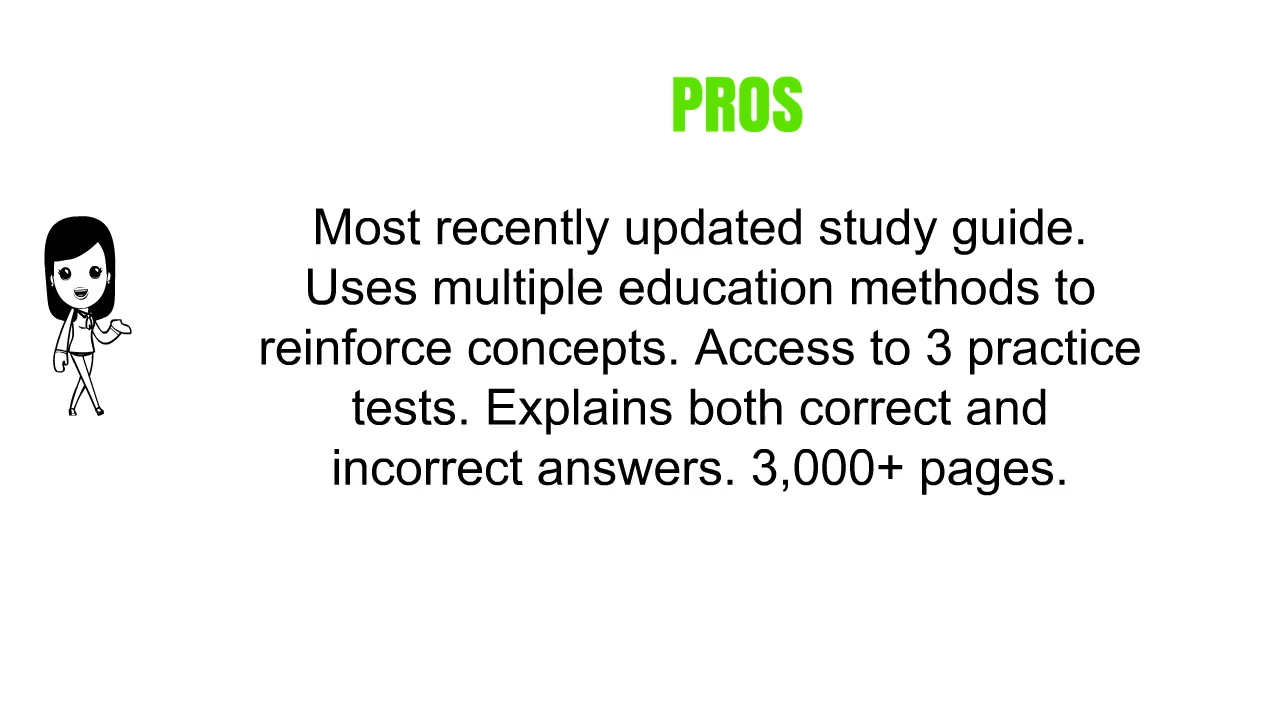 PROS
Most recently updated study guide.
Uses multiple education methods to
reinforce concepts. Access to 3 practice
tests. Explains both correct and
incorrect answers. 3,000+ pages.